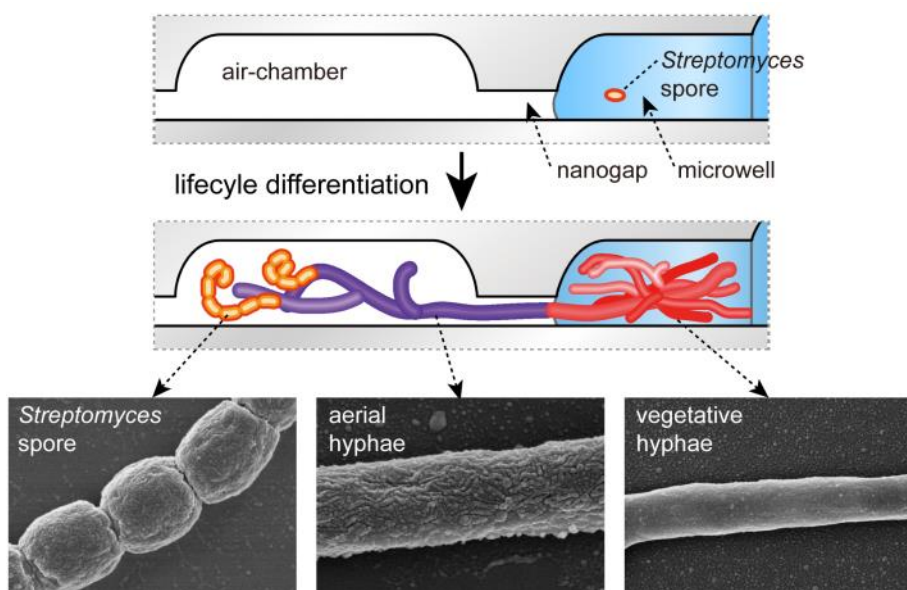 air-chamber
Streptomyces
spore
nanogap
microwell
lifecyle differentiation
Streptomyces
spore
aerial
hyphae
vegetative
hyphae